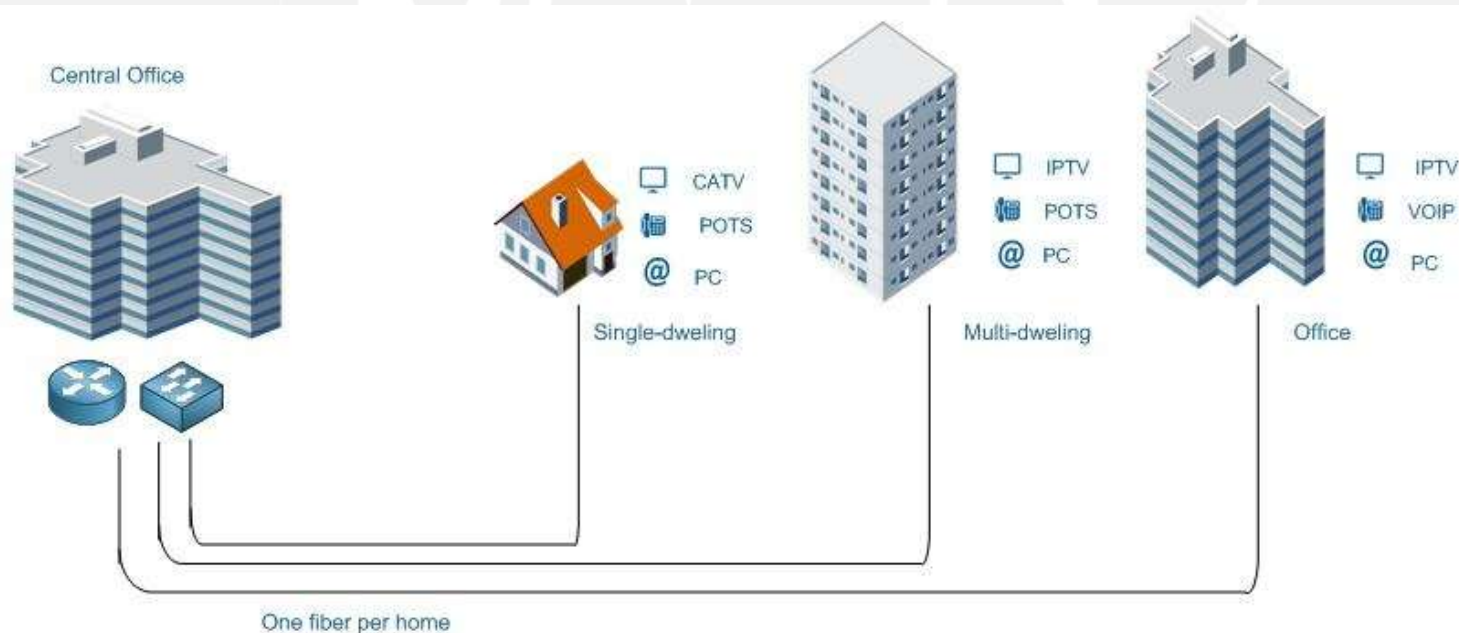 Central Office
CATV
POTS
@ PC
Single-dweling
IPTV
POTS
@ PC
Multi-dweling
IPTV
VOIP
@ PC
Office
One fiber per home